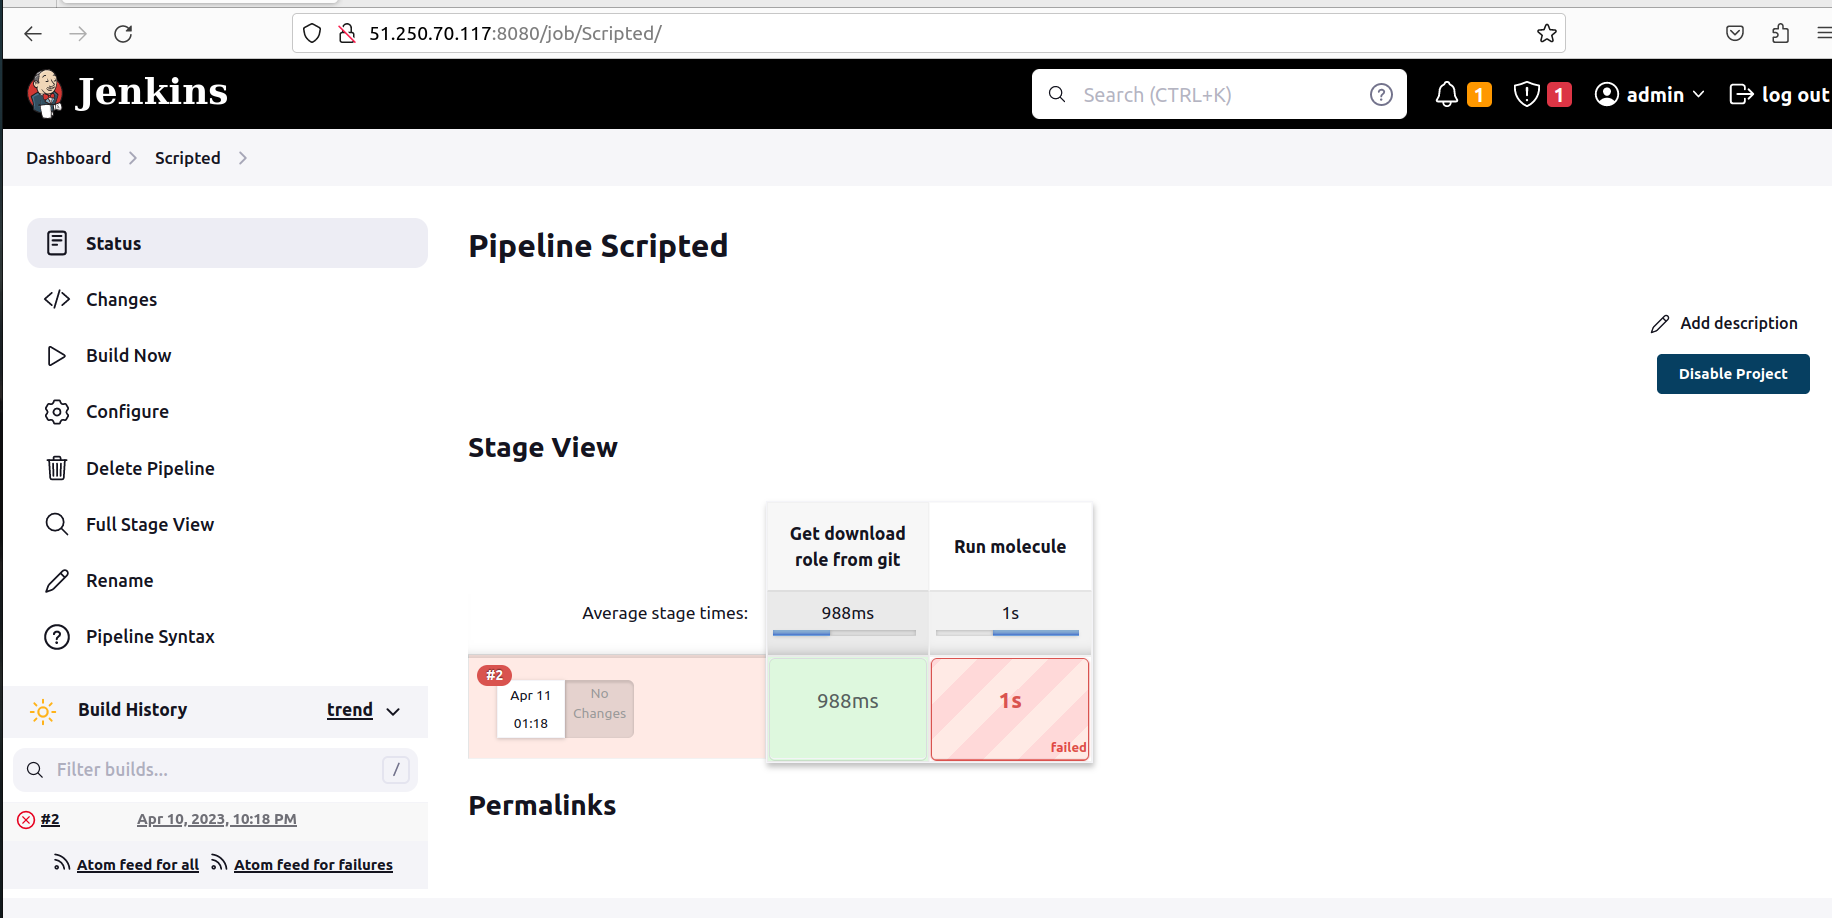 51.250.70.117:8080/job/Scripted/
Jenkins
Search (CTRL+K)
?
1
1
admin
log out
Dashboard
Scripted
Status
Changes
Build Now
Configure
Delete Pipeline
Full Stage View
Rename
Pipeline Syntax
Build History
trend
Filter builds...
/
#2
Apr 10, 2023, 10:18 PM
Atom feed for all
Atom feed for failures
Pipeline Scripted
Add description
Disable Project
Stage View
Get download
role from git
Run molecule
Average stage times:
988ms
1s
#2
Apr 11
01:18
No
Changes
988ms
1s
failed
Permalinks